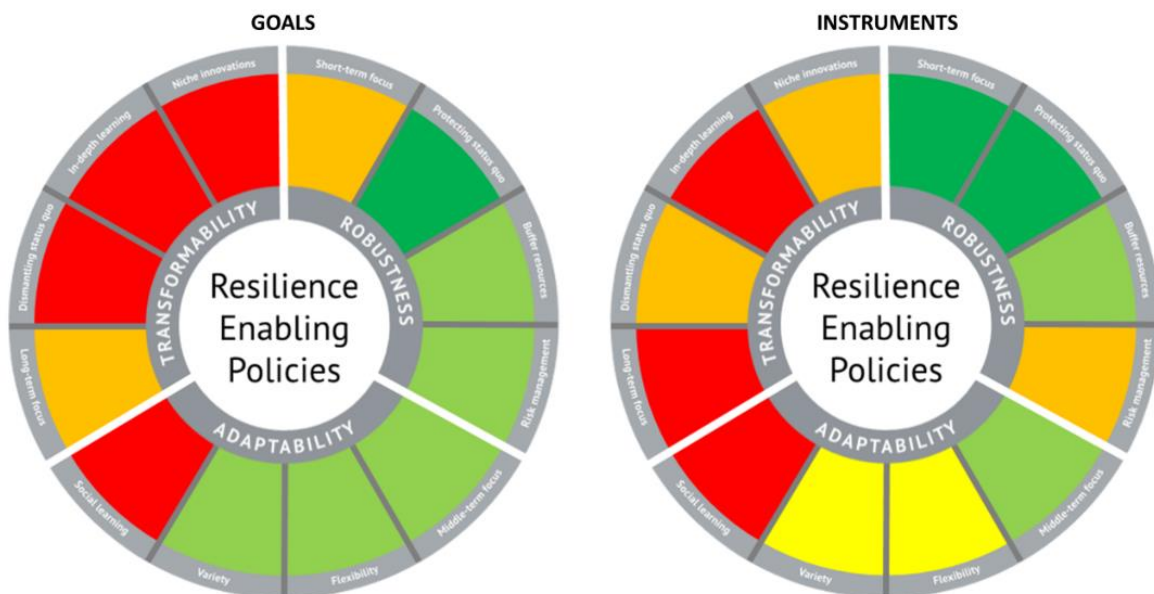 GOALS
Niche innovations
Short-term focus
Protecting status quo
Buffer resources
Risk management
Middle-term focus
Flexibility
Variety
Social learning
Long-term focus
Dismantling status quo
In-depth learning
TRANSFORMABILITY
ROBUSTNESS
ADAPTABILITY
Resilience
Enabling
Policies
INSTRUMENTS
Niche innovations
Short-term focus
Protecting status quo
Buffer resources
Risk management
Middle-term focus
Flexibility
Variety
Social learning
Long-term focus
Dismantling status quo
In-depth learning
TRANSFORMABILITY
ROBUSTNESS
ADAPTABILITY
Resilience
Enabling
Policies